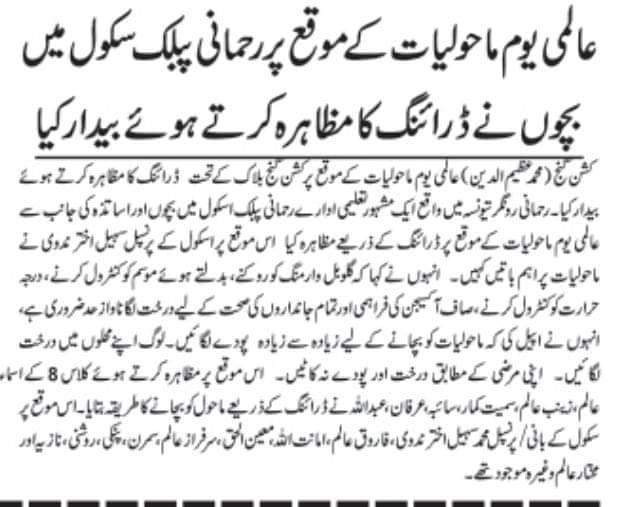 عالمی یوم ماحولیات کے موقع پر رحمانی پبلک سکول میں
بچوں نے ڈرائنگ کا مظاہرہ کرتے ہوئے بیدار کیا
کشن گنج (محمد عظیم الدین) عالمی یوم ماحولیات کے موقع پر کشن گنج بلاک کے تحت ڈرائنگ کا مظاہرہ کرتے ہوئے
بیدار کیا۔ رحمانی رونگر تیونسہ میں واقع ایک مشہور تعلیمی ادارے رحمانی پبلک اسکول میں بچوں اور اساتذہ کی جانب سے
عالمی یوم ماحولیات کے موقع پر ڈرائنگ کے ذریعے مظاہرہ کیا اس موقع پر اسکول کے پرنسپل سہیل اختر ندوی نے
ماحولیات پر اہم باتیں کہیں۔ انہوں نے کہا کہ گلوبل وارمنگ کو روکنے، بدلتے ہوئے موسم کو کنٹرول کرنے، درجہ
حرارت کو کنٹرول کرنے، صاف آکسیجن کی فراہمی اور تمام جانداروں کی صحت کے لیے درخت لگانا از حد ضروری ہے،
انہوں نے اپیل کی کہ ماحولیات کو بچانے کے لیے زیادہ سے زیادہ پودے لگائیں۔ لوگ اپنے محلوں میں درخت
لگائیں۔ اپنی مرضی کے مطابق درخت اور پودے نہ کاٹیں۔ اس موقع پر مظاہرہ کرتے ہوئے کلاس 8 کے اسماء
عالم، زینب عالم، سمیت کمار، سائبہ، عرفان، عبداللہ نے ڈرائنگ کے ذریعے ماحول کو بچانے کا طریقہ بتایا۔ اس موقع پر
سکول کے بانی/ پرنسپل محمد سہیل اختر ندوی، فاروق عالم، امانت اللہ، معین الحق، سرفراز عالم، سمرن، پنکی، روشنی، نازیہ اور
مختار عالم وغیرہ موجود تھے۔